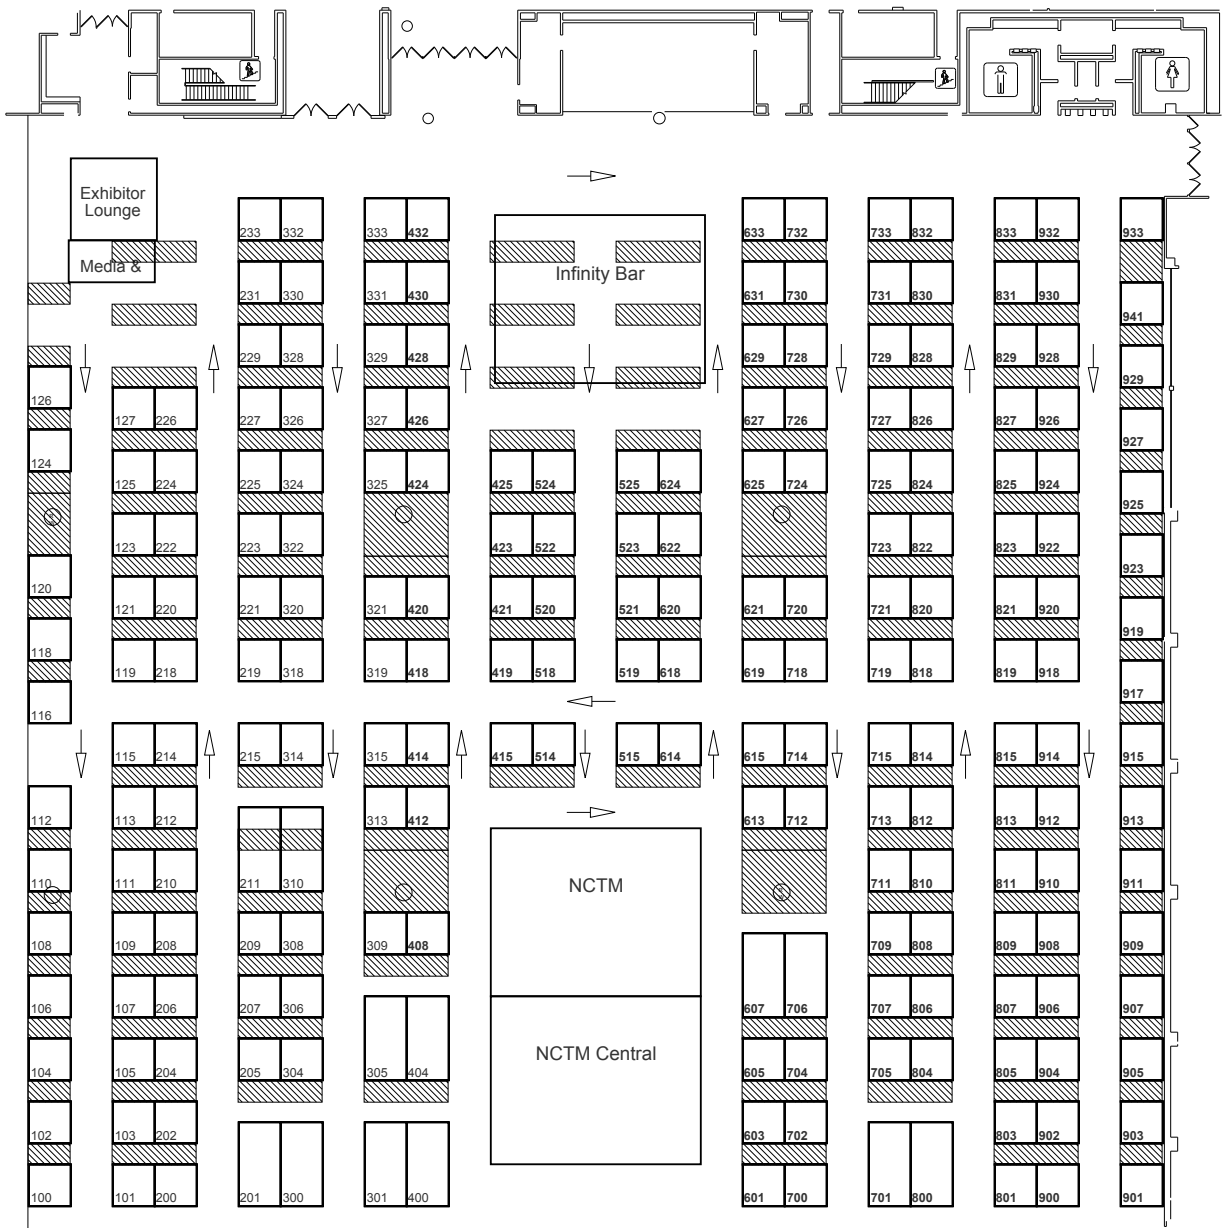 Exhibitor
Lounge
Media &
Infinity Bar
233 332 333 432 633 732 733 832 833 932 933
231 330 331 430 631 730 731 830 831 930 941
229 328 329 428 629 728 729 828 829 928 929
126 127 226 227 326 327 426 627 726 727 826 827 926 927
124 125 224 225 324 325 424 425 524 525 624 625 724 725 824 825 924 925
123 222 223 322 423 522 523 622 723 822 823 922 923
120 121 220 221 320 321 420 421 520 521 620 621 720 721 820 821 920 919
118 119 218 219 318 319 418 419 518 519 618 619 718 719 818 819 918 917
116
115 214 215 314 315 414 415 514 515 614 615 714 715 814 815 914 915
112 113 212 313 412 613 712 713 812 813 912 913
NCTM
110 111 210 211 310 711 810 811 910 911
108 109 208 209 308 309 408 709 808 809 908 909
106 107 206 207 306 607 706 707 806 807 906 907
NCTM Central
104 105 204 205 304 305 404 605 704 705 804 805 904 905
102 103 202 603 702 803 902 903
100 101 200 201 300 301 400 601 700 701 800 801 900 901